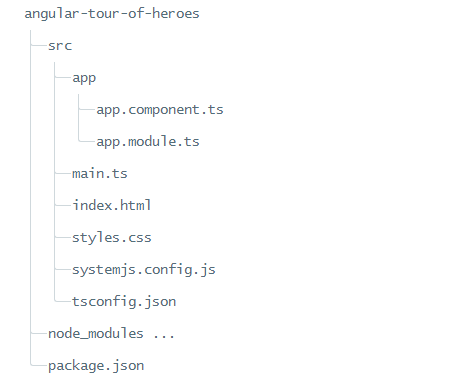 angular-tour-of-heroes
src
app
app.component.ts
app.module.ts
main.ts
index.html
styles.css
systemjs.config.js
tsconfig.json
node_modules ...
package.json